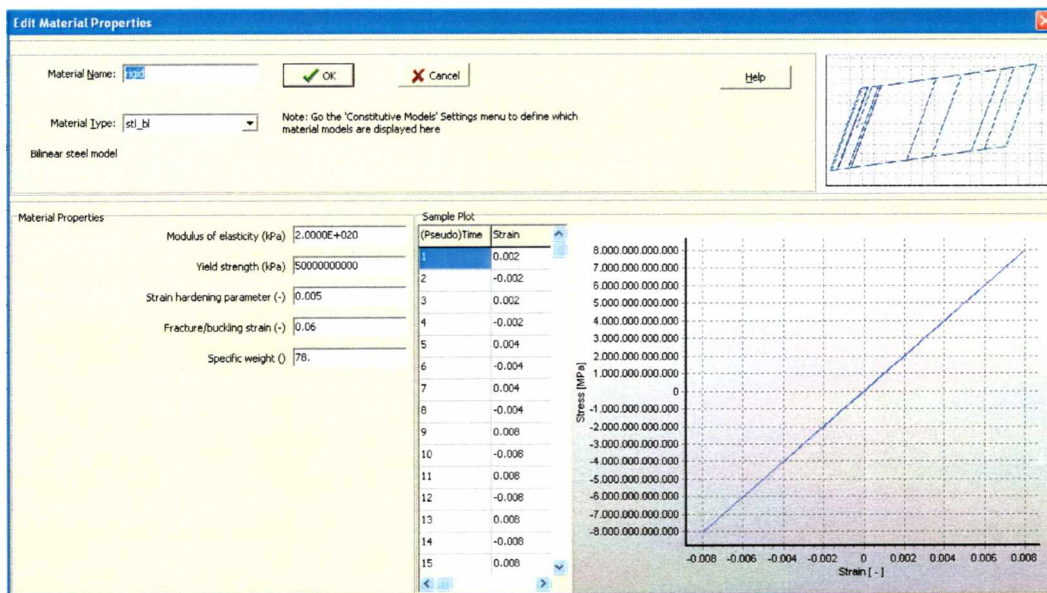 Edit Material Properties
Material Name: rigid
OK
Cancel
Help
Material Type: stl_bl
Note: Go the 'Constitutive Models' Settings menu to define which
material models are displayed here
Bilinear steel model
Material Properties
Modulus of elasticity (kPa) 2.0000E+020
Yield strength (kPa) 50000000000
Strain hardening parameter (-) 0.005
Fracture/buckling strain (-) 0.06
Specific weight () 78.
Sample Plot
(Pseudo)Time Strain
1 0.002
2 -0.002
3 0.002
4 -0.002
5 0.004
6 -0.004
7 0.004
8 -0.004
9 0.008
10 -0.008
11 0.008
12 -0.008
13 0.008
14 -0.008
15 0.008
Stress [MPa]
8.000.000.000.000
7.000.000.000.000
6.000.000.000.000
5.000.000.000.000
4.000.000.000.000
3.000.000.000.000
2.000.000.000.000
1.000.000.000.000
0
-1.000.000.000.000
-2.000.000.000.000
-3.000.000.000.000
-4.000.000.000.000
-5.000.000.000.000
-6.000.000.000.000
-7.000.000.000.000
-8.000.000.000.000
-0.008 -0.006 -0.004 -0.002 0 0.002 0.004 0.006 0.008
Strain [ - ]